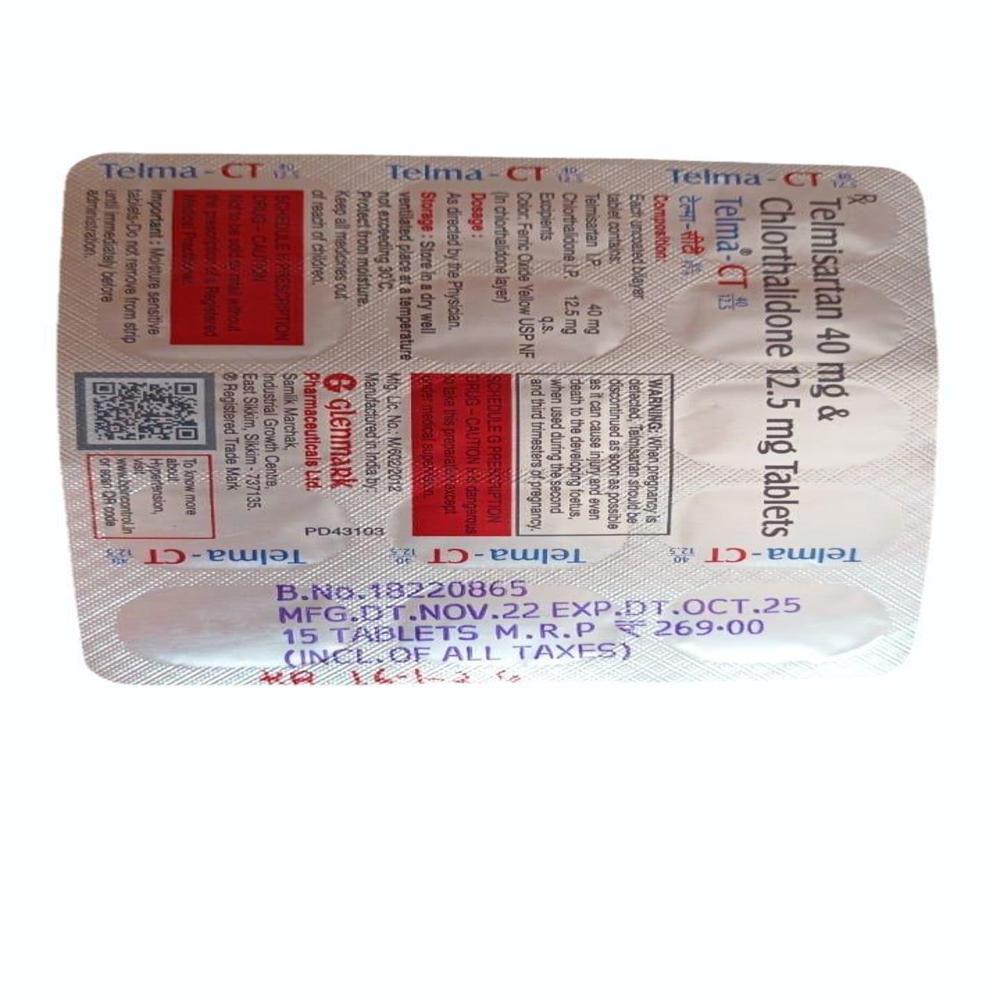 Telma - CT 40 12.5
Telma - CT 40 12.5
Telma - CT 40 12.5
Rx
Telmisartan 40 mg &
Chlorthalidone 12.5 mg Tablets
Telma®-CT 40 12.5
टेल्मा-सीटी
Composition:
Each uncoated bilayer
tablet contains:
Telmisartan I.P. 40 mg
Chlorthalidone I.P. 12.5 mg
Excipients q.s.
Color: Ferric Oxide Yellow USP NF
(In chlorthalidone layer)
Dosage :
As directed by the Physician.
Storage : Store in a dry well
ventilated place at a temperature
not exceeding 30°C.
Protect from moisture.
Keep all medicines out
of reach of children.
SCHEDULE H PRESCRIPTION
DRUG - CAUTION
Not to be sold by retail without
the prescription of a Registered
Medical Practitioner.
Important : Moisture sensitive
tablets-Do not remove from strip
until immediately before
administration.
WARNING: When pregnancy is
detected, Telmisartan should be
discontinued as soon as possible
as it can cause injury and even
death to the developing foetus,
when used during the second
and third trimesters of pregnancy.
SCHEDULE G PRESCRIPTION
DRUG - CAUTION it is dangerous
to take this preparation except
under medical supervision.
Mfg. Lic. No.: M/602/2012
Manufactured in India by:
glenmark
Pharmaceuticals Ltd.
Samlik Marchak,
Industrial Growth Centre,
East Sikkim, Sikkim - 737135.
® Registered Trade Mark
PD43103
To know more
about
Hypertension,
visit
or scan QR code
Telma-CT 40 12.5
Telma-CT 40 12.5
Telma-CT 40 12.5
B.No.18220865
MFG.DT.NOV.22 EXP.DT.OCT.25
15 TABLETS M.R.P ₹ 269.00
(INCL.OF ALL TAXES)